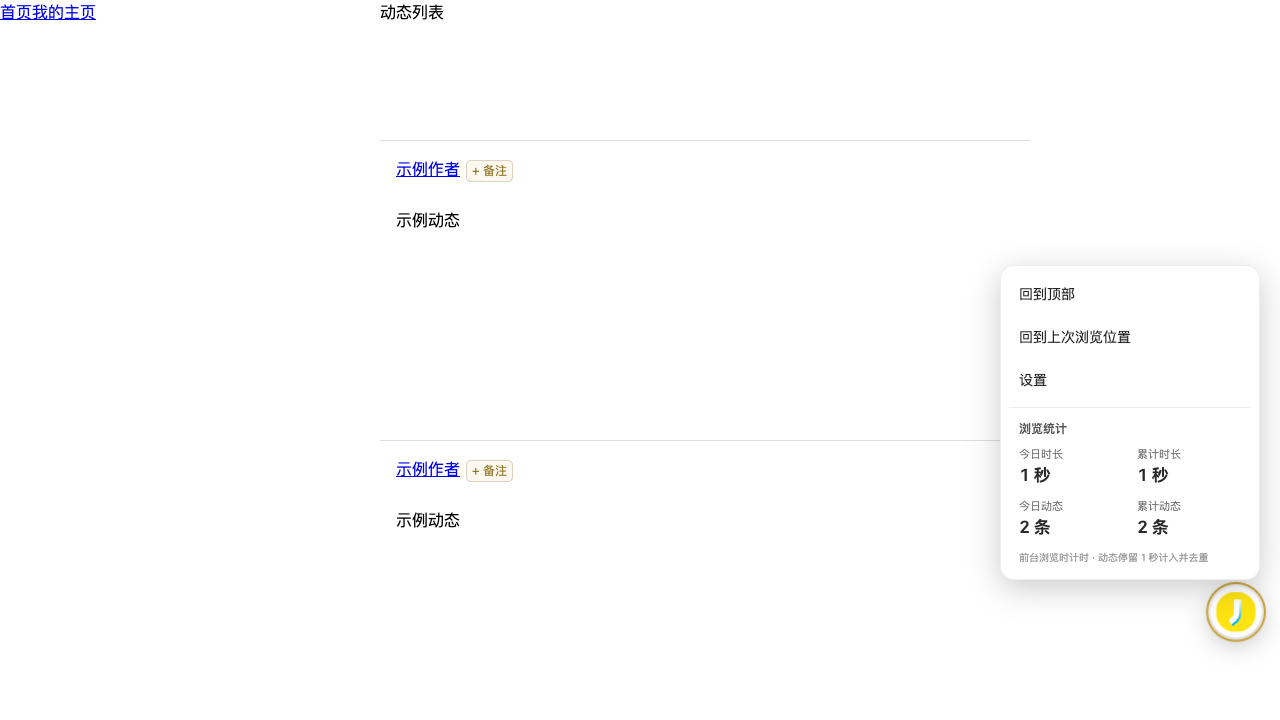 首页我的主页
动态列表
示例作者 + 备注
示例动态
示例作者 + 备注
示例动态
回到顶部
回到上次浏览位置
设置
浏览统计
今日时长 累计时长
1 秒 1 秒
今日动态 累计动态
2 条 2 条
前台浏览时计时 · 动态停留 1 秒计入并去重